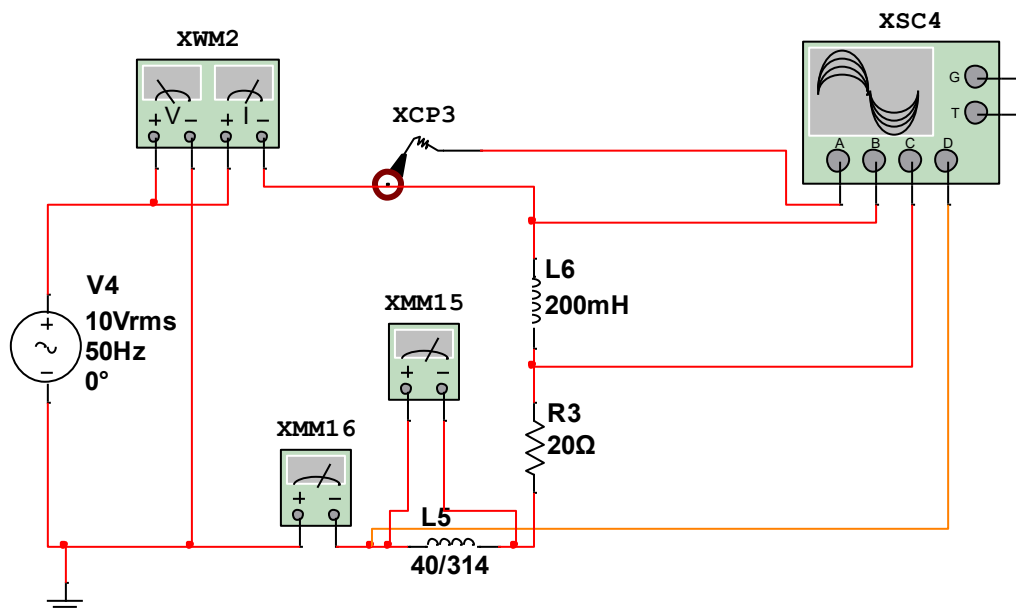 XSC4
XWM2
G
T
A B C D
V I
+ − + −
XCP3
V4
10Vrms
50Hz
0°
+
−
L6
200mH
XMM15
+ −
R3
20Ω
XMM16
+ −
L5
40/314